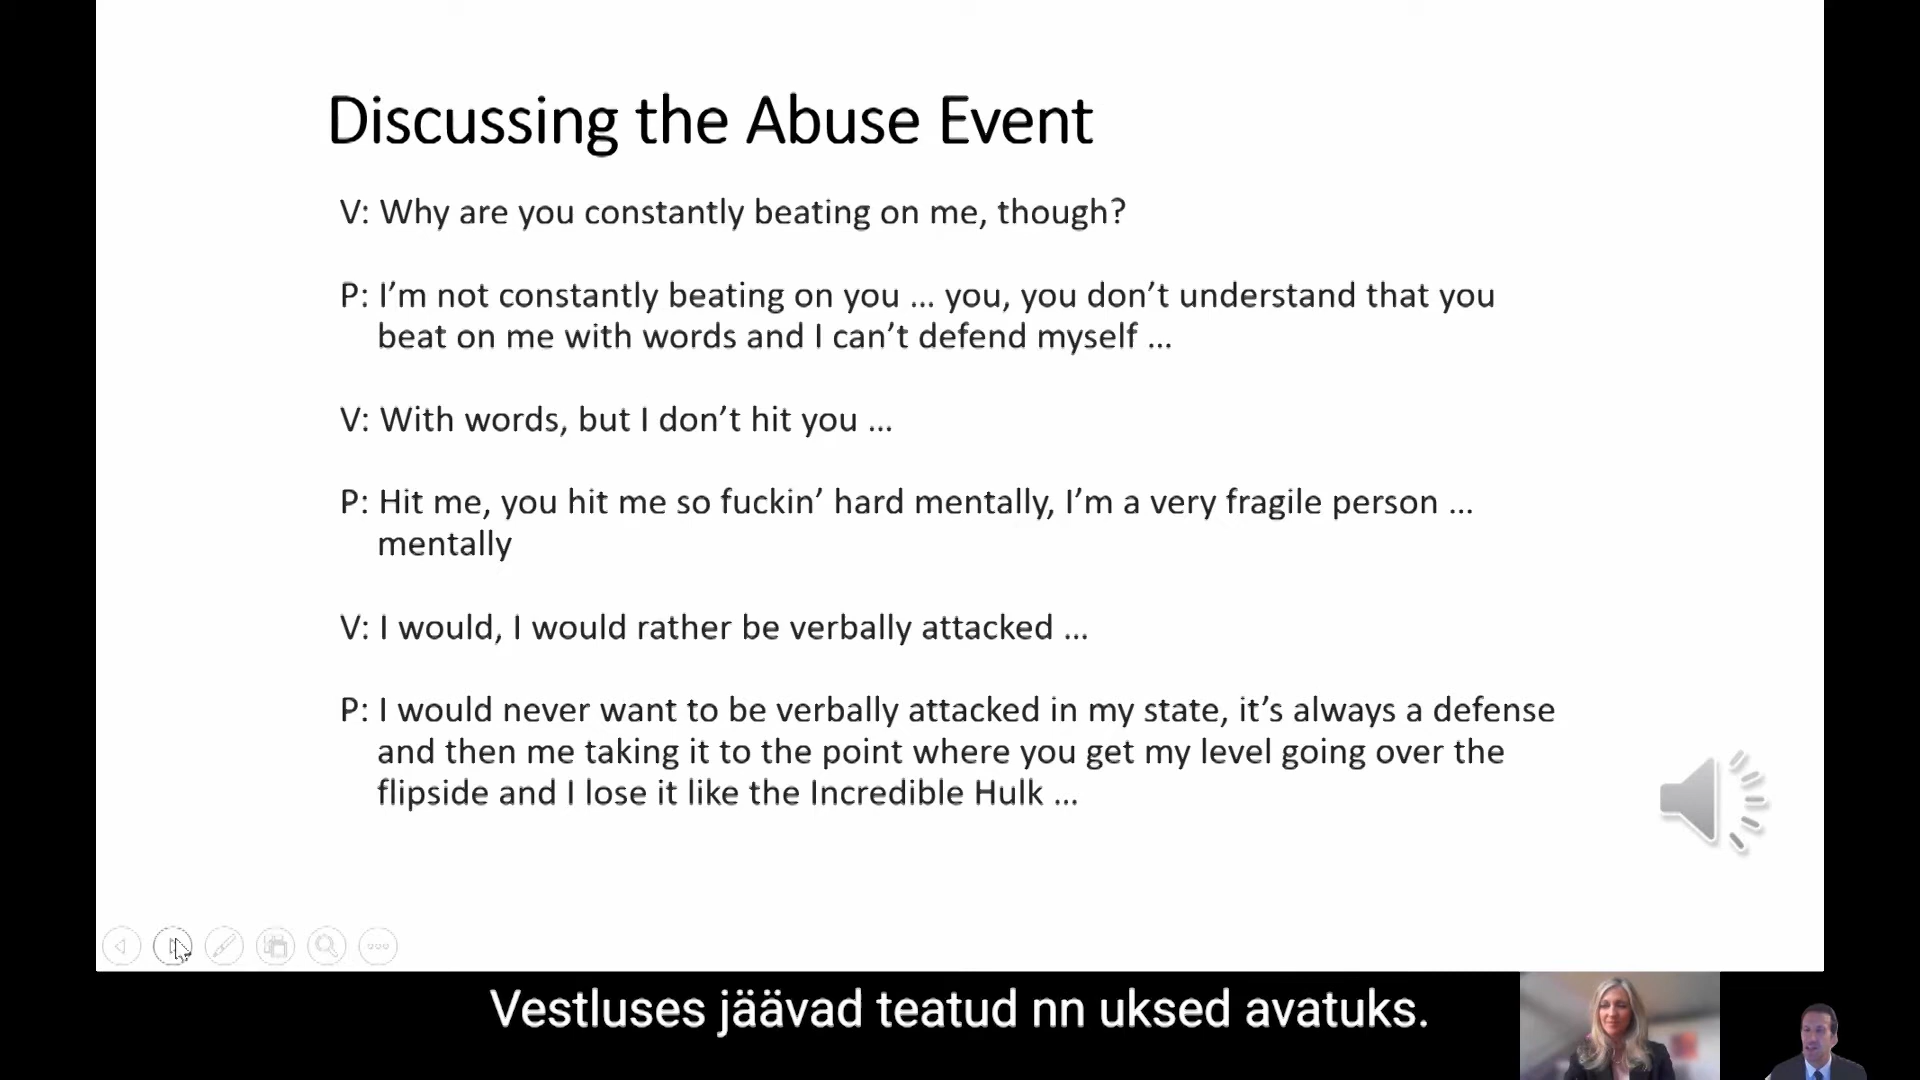 Discussing the Abuse Event
V: Why are you constantly beating on me, though?
P: I’m not constantly beating on you … you, you don’t understand that you
beat on me with words and I can’t defend myself …
V: With words, but I don’t hit you …
P: Hit me, you hit me so fuckin’ hard mentally, I’m a very fragile person …
mentally
V: I would, I would rather be verbally attacked …
P: I would never want to be verbally attacked in my state, it’s always a defense
and then me taking it to the point where you get my level going over the
flipside and I lose it like the Incredible Hulk …
Vestluses jäävad teatud nn uksed avatuks.